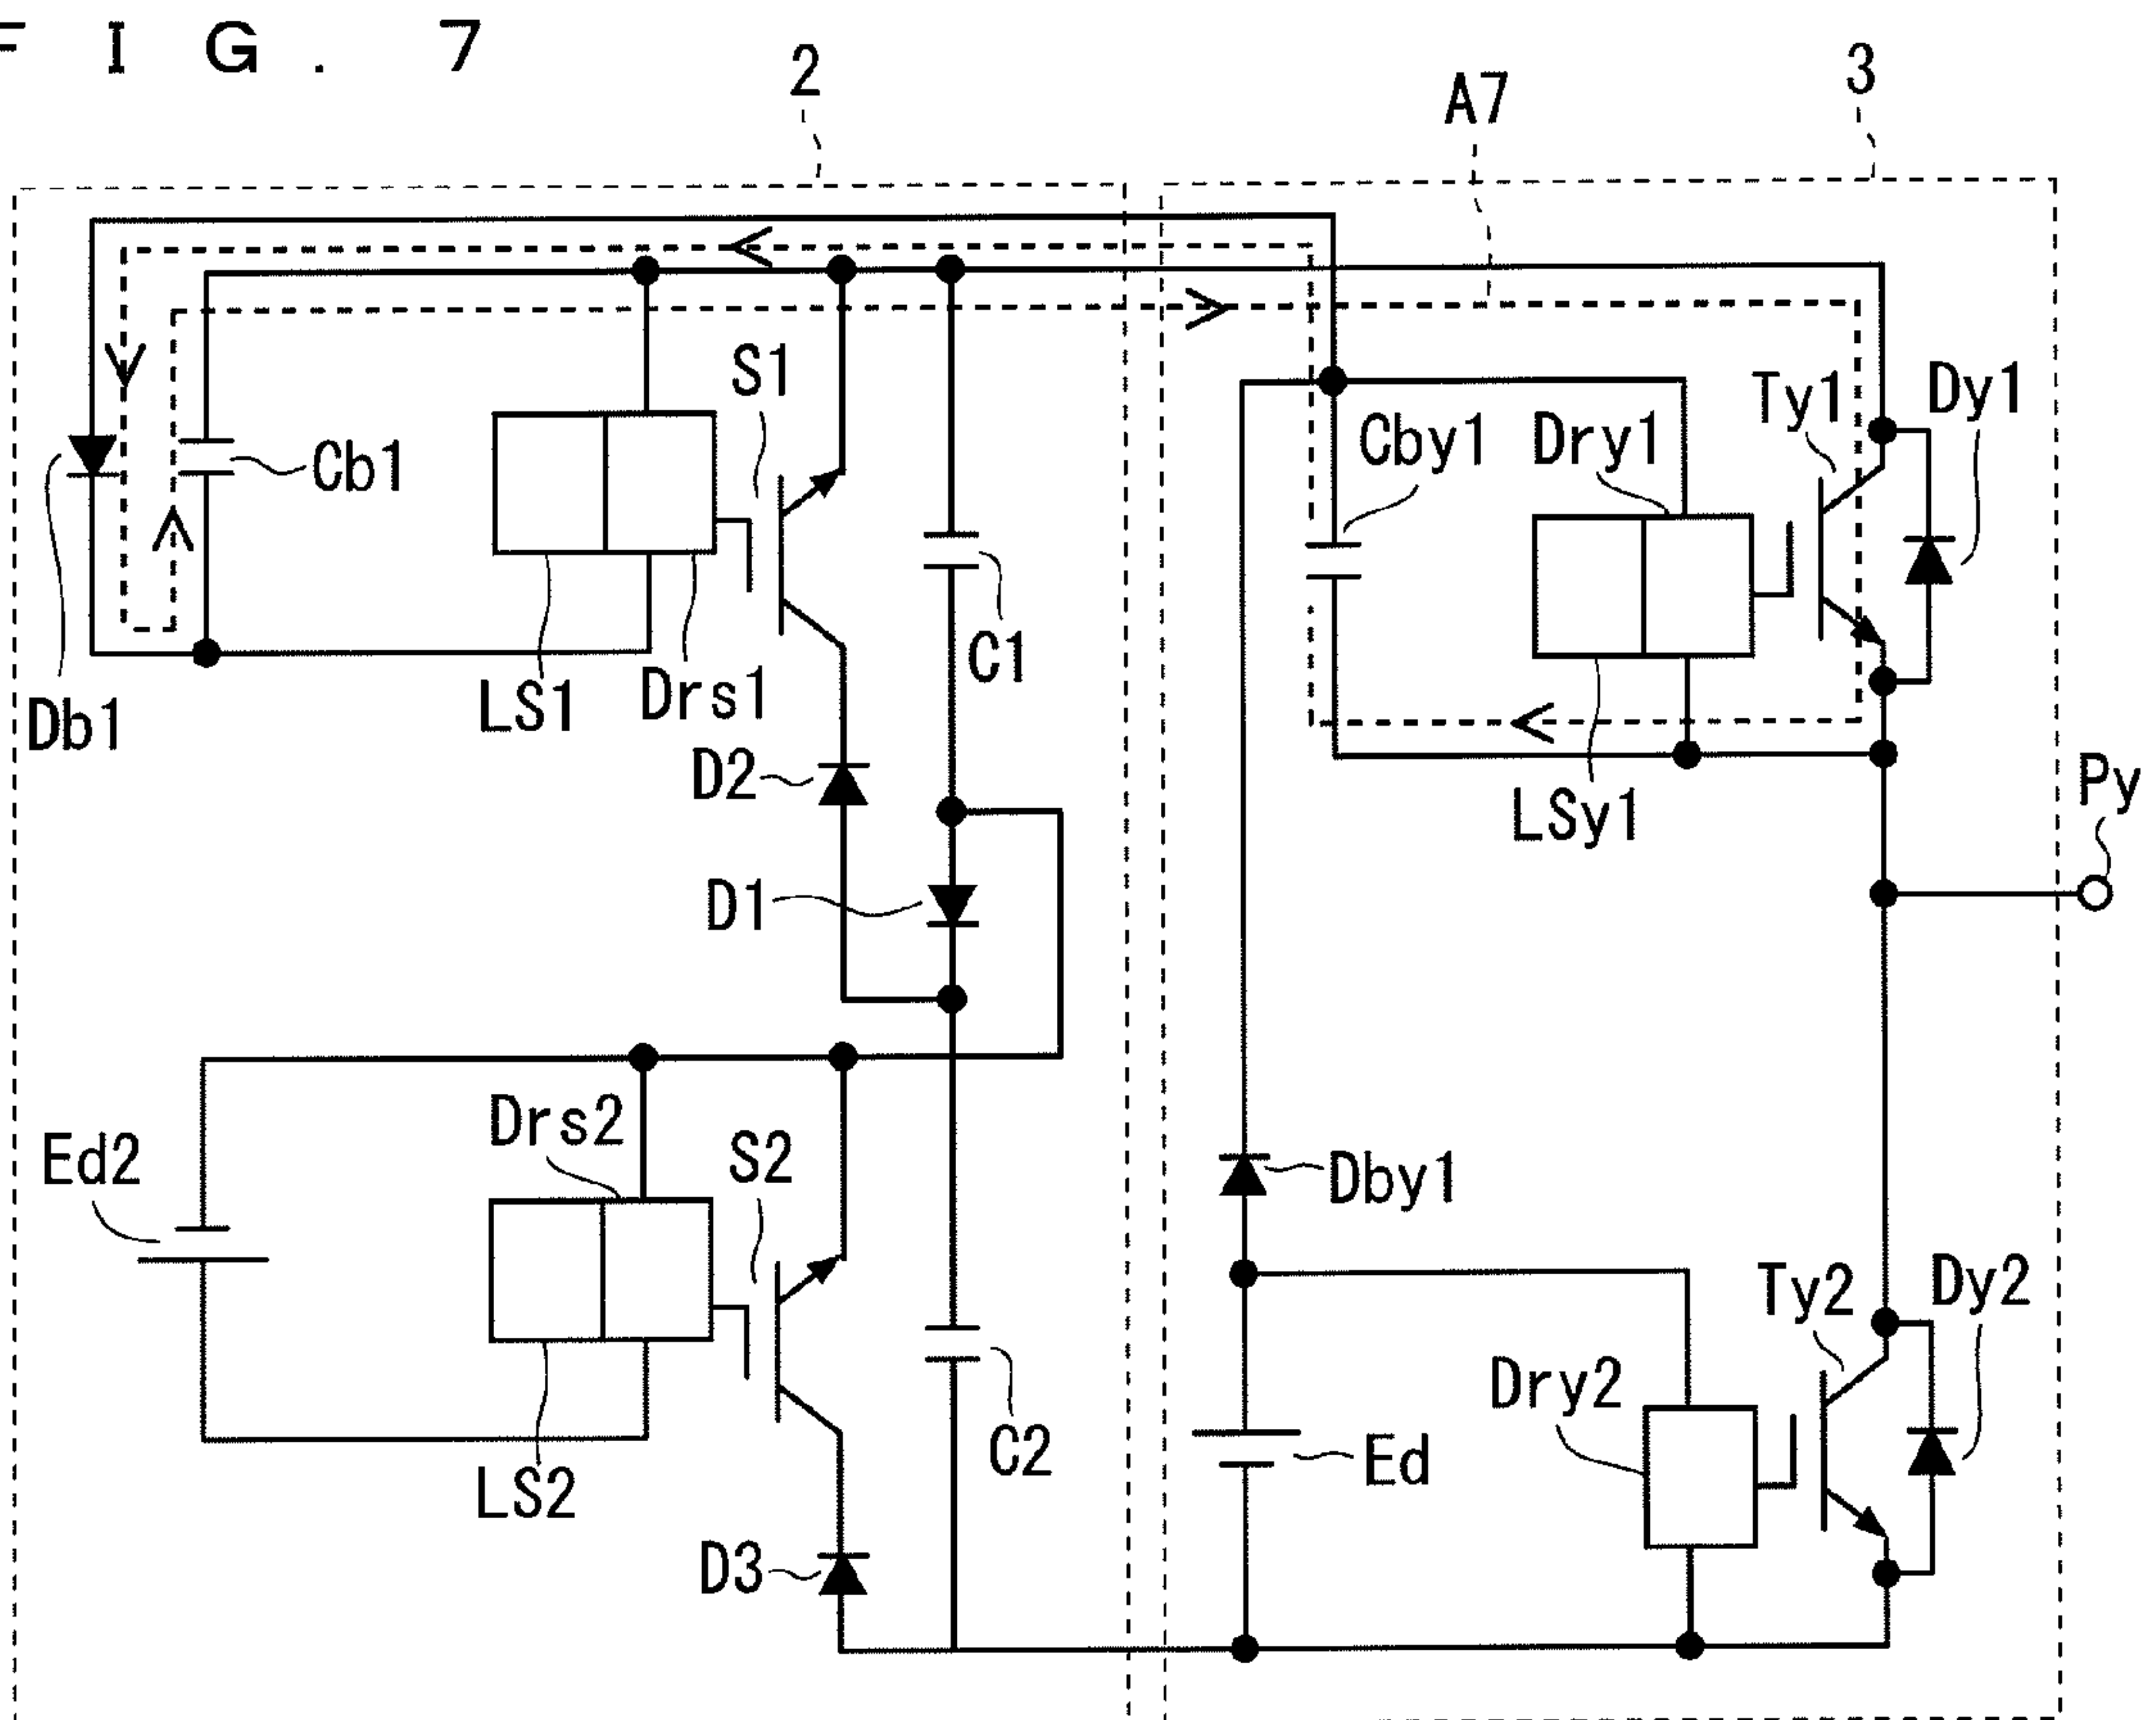 F I G . 7
2
3
A7
S1
Ty1
Dy1
Cb1
Cby1
Dry1
C1
LS1
Drs1
Db1
D2
Py
LSy1
D1
Drs2
S2
Ed2
Dby1
Ty2
Dy2
Dry2
C2
Ed
LS2
D3